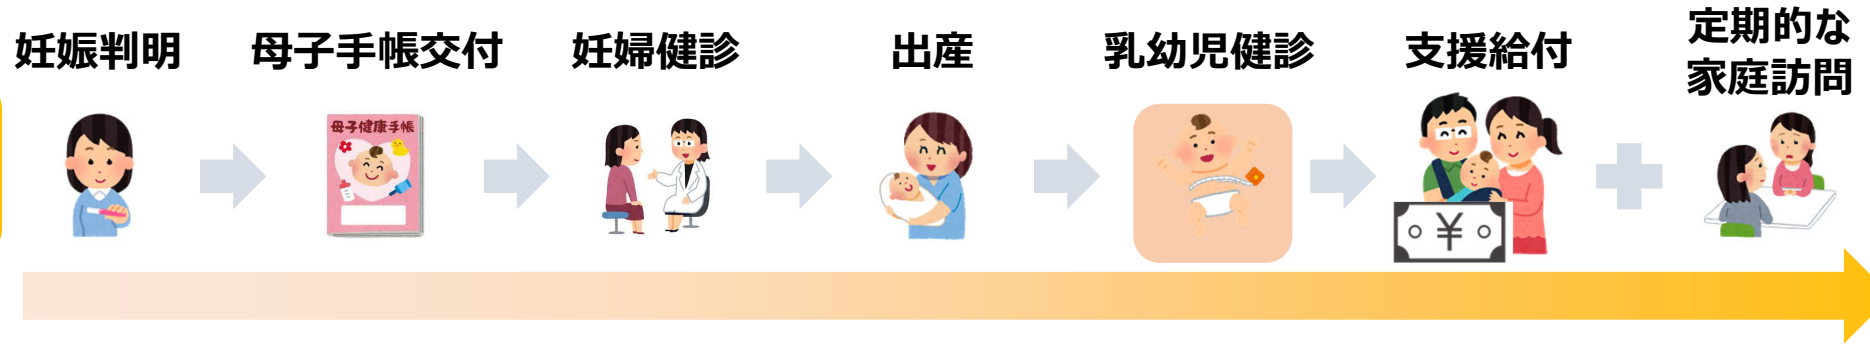 妊娠判明
母子手帳交付
妊婦健診
出産
乳幼児健診
支援給付
定期的な
家庭訪問
母子健康手帳
¥